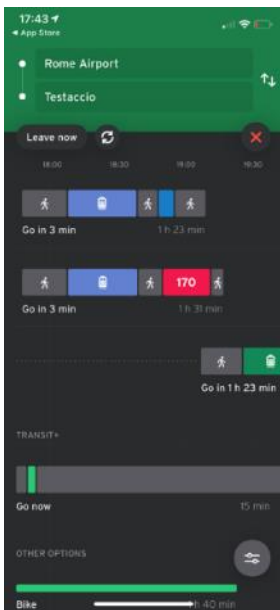 17:43
App Store
Rome Airport
Testaccio
Leave now
18:00 18:30 19:00 19:30
Go in 3 min 1 h 23 min
170
Go in 3 min 1 h 31 min
Go in 1 h 23 min
TRANSIT+
Go now 15 min
OTHER OPTIONS
Bike h 40 min